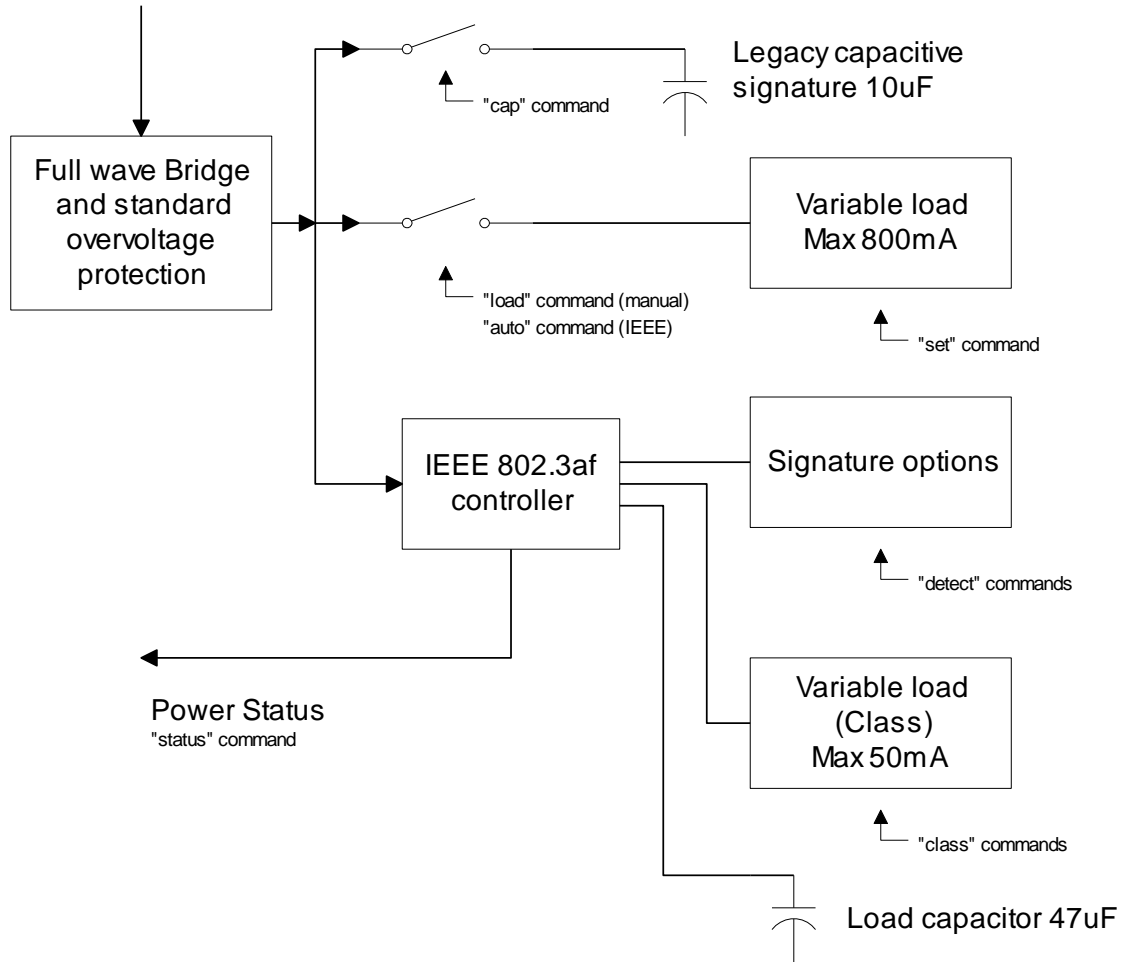 Legacy capacitive
signature 10uF
"cap" command
Full wave Bridge
and standard
overvoltage
protection
Variable load
Max 800mA
"load" command (manual)
"auto" command (IEEE)
"set" command
IEEE 802.3af
controller
Signature options
"detect" commands
Power Status
"status" command
Variable load
(Class)
Max 50mA
"class" commands
Load capacitor 47uF